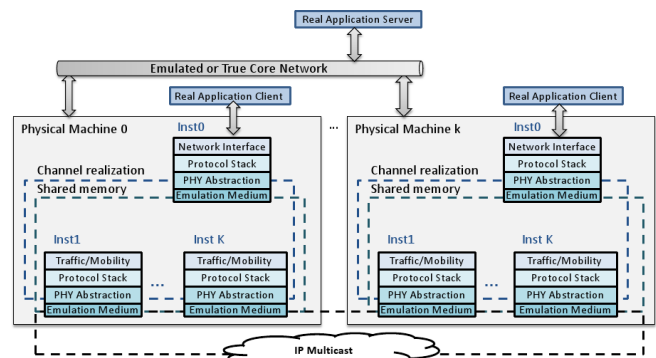 Real Application Server
Emulated or True Core Network
Real Application Client
Real Application Client
Physical Machine 0
Inst0
...
Physical Machine k
Inst0
Network Interface
Protocol Stack
PHY Abstraction
Emulation Medium
Channel realization
Shared memory
Network Interface
Protocol Stack
PHY Abstraction
Emulation Medium
Channel realization
Shared memory
Inst1
Inst K
Inst1
Inst K
Traffic/Mobility
Protocol Stack
PHY Abstraction
Emulation Medium
...
Traffic/Mobility
Protocol Stack
PHY Abstraction
Emulation Medium
Traffic/Mobility
Protocol Stack
PHY Abstraction
Emulation Medium
...
Traffic/Mobility
Protocol Stack
PHY Abstraction
Emulation Medium
IP Multicast